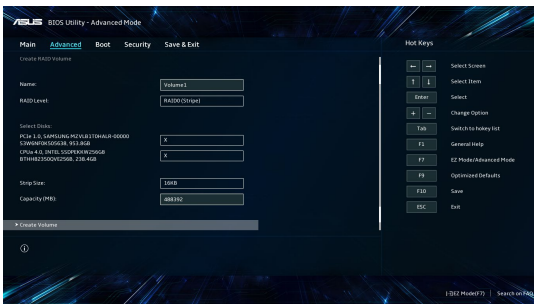 ASUS BIOS Utility - Advanced Mode
Main Advanced Boot Security Save & Exit
Hot Keys
Create RAID Volume
Name: Volume1
RAID Level: RAID0 (Stripe)
Select Disks:
PCIe 1.0, SAMSUNG MZVLB1T0HALR-00000
S3W6NF0K505638, 953.8GB X
CPUa 4.0, INTEL SSDPEKKW256G8
BTHH82350QVE256B, 238.4GB X
Strip Size: 16KB
Capacity (MB): 488392
Create Volume
← → Select Screen
↑ ↓ Select Item
Enter Select
+ − Change Option
Tab Switch to hokey list
F1 General Help
F7 EZ Mode/Advanced Mode
F9 Optimized Defaults
F10 Save
ESC Exit
EZ Mode(F7) | Search on FAQ